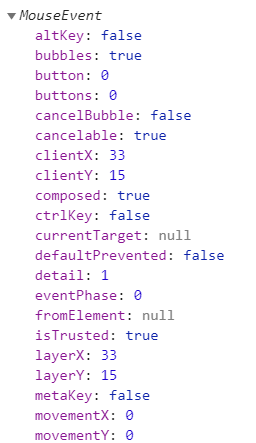 MouseEvent
altKey: false
bubbles: true
button: 0
buttons: 0
cancelBubble: false
cancelable: true
clientX: 33
clientY: 15
composed: true
ctrlKey: false
currentTarget: null
defaultPrevented: false
detail: 1
eventPhase: 0
fromElement: null
isTrusted: true
layerX: 33
layerY: 15
metaKey: false
movementX: 0
movementY: 0